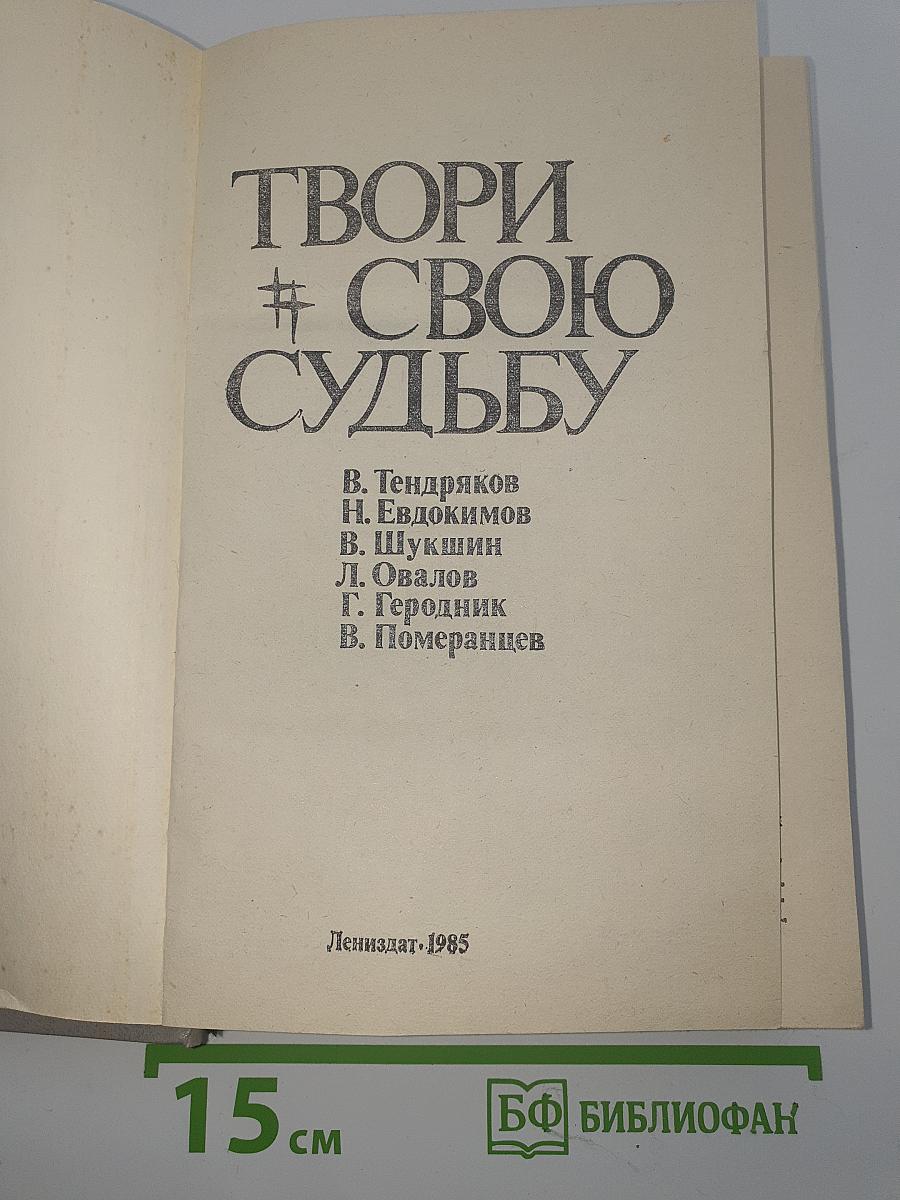 ТВОРИ
СВОЮ
СУДЬБУ
В. Тендряков
Н. Евдокимов
В. Шукшин
Л. Овалов
Г. Геродник
В. Померанцев
Лениздат·1985
15 см
БФ БИБЛИОФАН